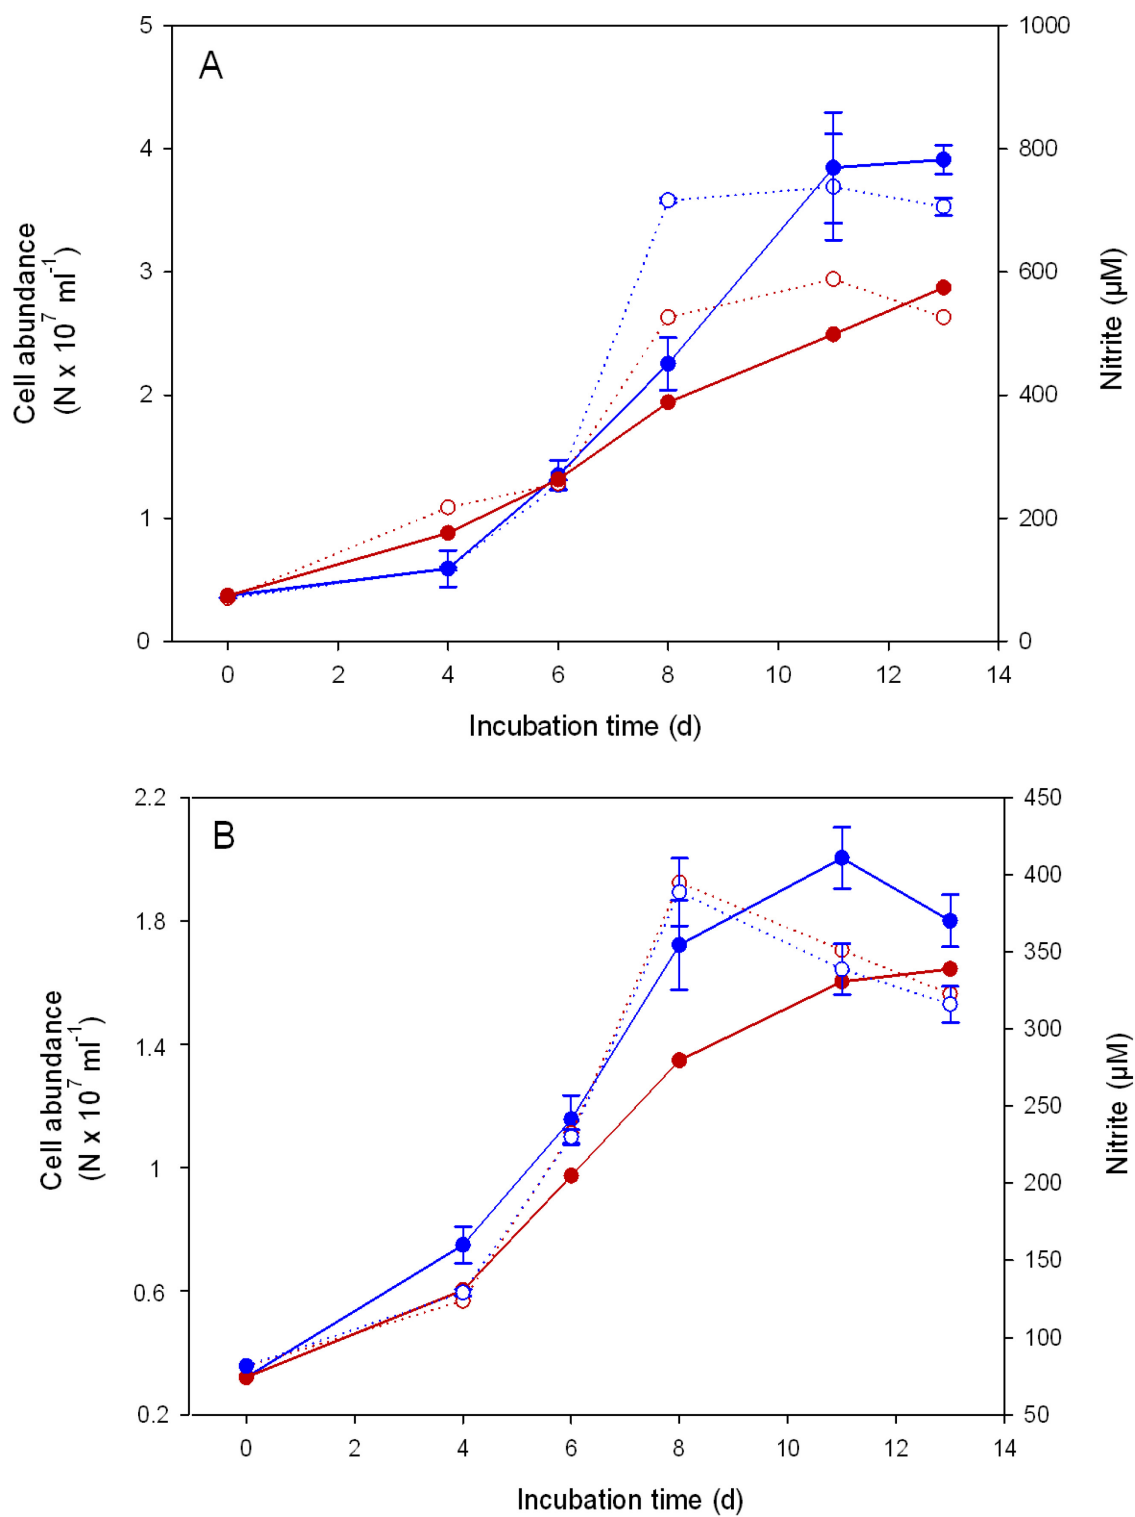 A
5
4
3
2
1
0
1000
800
600
400
200
0
0 2 4 6 8 10 12 14
Cell abundance
(N x 10⁷ ml⁻¹)
Nitrite (µM)
Incubation time (d)
B
2.2
1.8
1.4
1
0.6
0.2
450
400
350
300
250
200
150
100
50
0 2 4 6 8 10 12 14
Cell abundance
(N x 10⁷ ml⁻¹)
Nitrite (µM)
Incubation time (d)